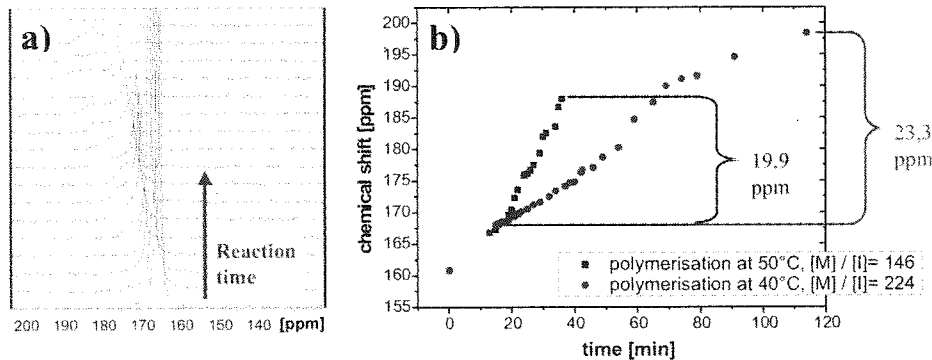 a)
Reaction
time
200 190 180 170 160 150 140 [ppm]
b)
chemical shift [ppm]
200
195
190
185
180
175
170
165
160
155
19,9
ppm
23,3
ppm
polymerisation at 50°C, [M] / [I]= 146
polymerisation at 40°C, [M] / [I]= 224
0 20 40 60 80 100 120
time [min]